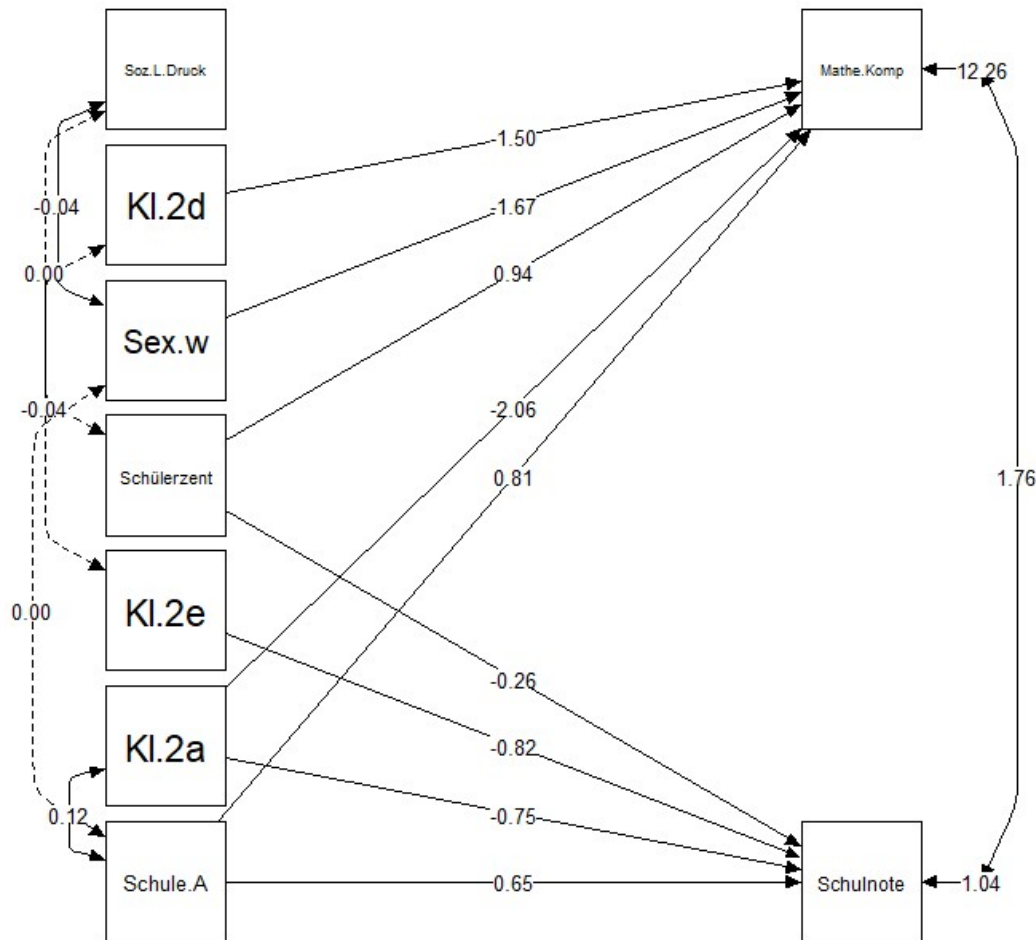 Soz.L.Druck
Mathe.Komp
12.26
-1.50
Kl.2d
-0.04
-1.67
0.00
0.94
Sex.w
-0.04
-2.06
Schülerzent
0.81
1.76
Kl.2e
0.00
-0.26
Kl.2a
-0.82
0.12
-0.75
Schule.A
0.65
Schulnote
1.04